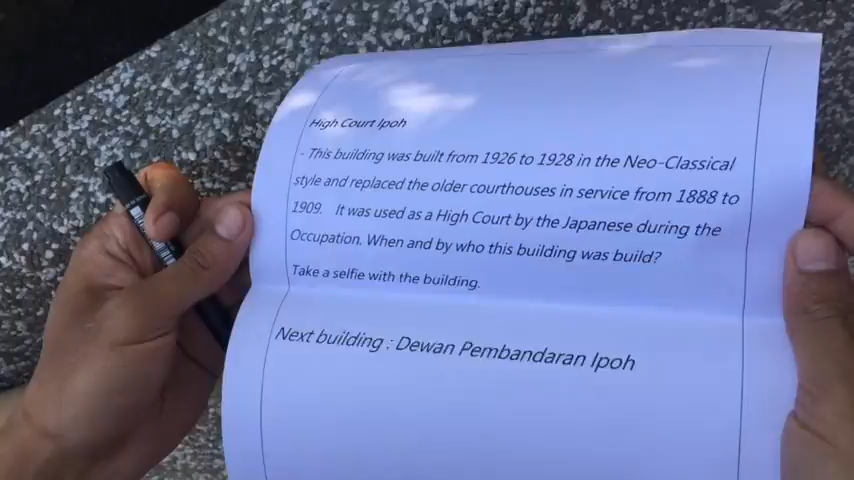 High Court Ipoh
- This building was built from 1926 to 1928 in the Neo-Classical
style and replaced the older courthouses in service from 1888 to
1909. It was used as a High Court by the Japanese during the
Occupation. When and by who this building was build?
Take a selfie with the building.
Next building : Dewan Pembandaran Ipoh